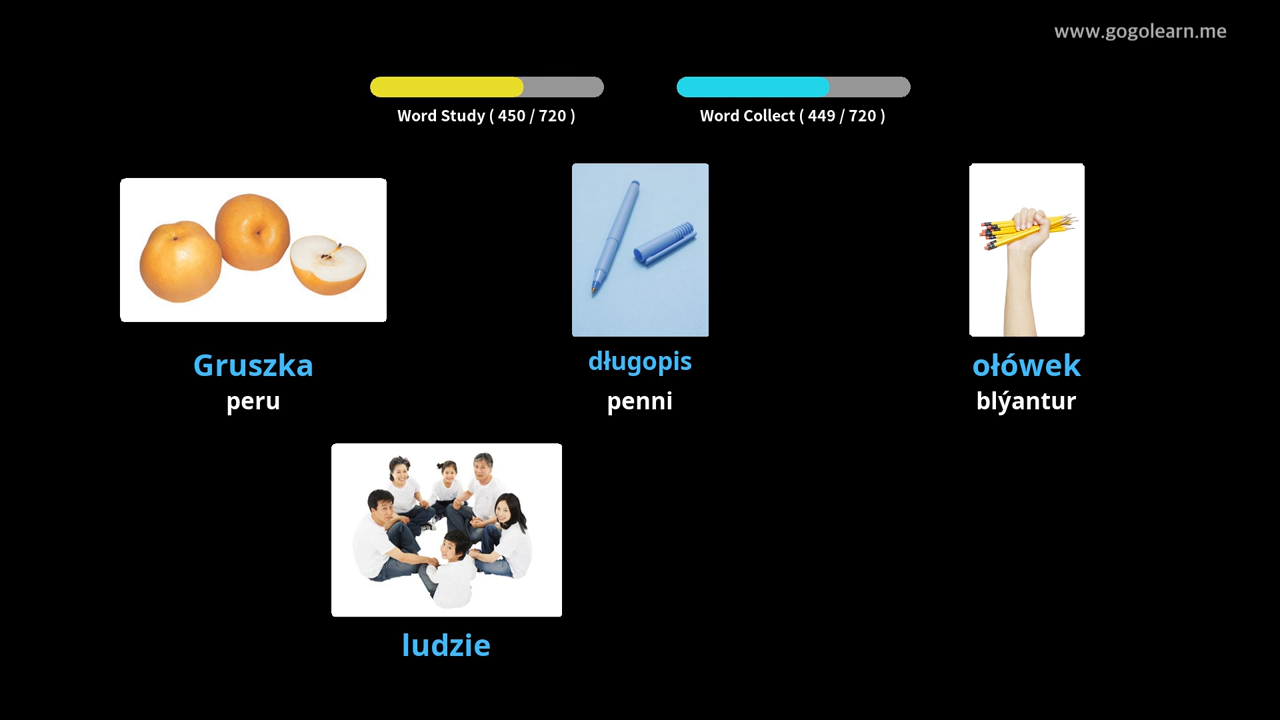 www.gogolearn.me
Word Study ( 450 / 720 )
Word Collect ( 449 / 720 )
Gruszka
peru
długopis
penni
ołówek
blýantur
ludzie